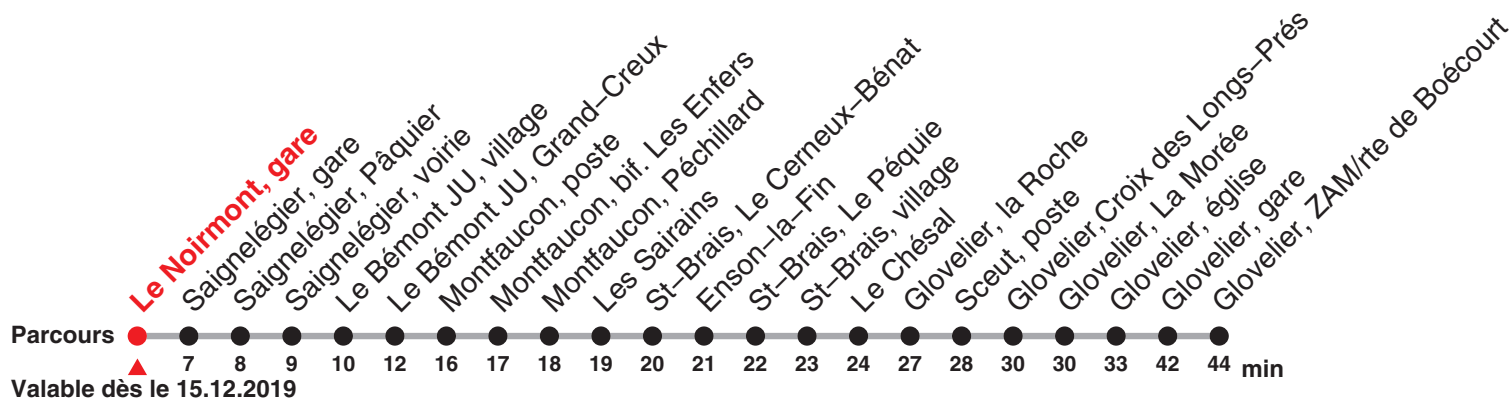 Le Noirmont, gare
Saignelégier, gare
Saignelégier, Pâquier
Saignelégier, voirie
Le Bémont JU, village
Le Bémont JU, Grand–Creux
Montfaucon, poste
Montfaucon, bif. Les Enfers
Montfaucon, Péchillard
Les Sairains
St–Brais, Le Cerneux–Bénat
Enson–la–Fin
St–Brais, Le Péquie
St–Brais, village
Le Chésal
Glovelier, la Roche
Sceut, poste
Glovelier, Croix des Longs–Prés
Glovelier, La Morée
Glovelier, église
Glovelier, gare
Glovelier, ZAM/rte de Boécourt
Parcours
7 8 9 10 12 16 17 18 19 20 21 22 23 24 27 28 30 30 33 42 44 min
Valable dès le 15.12.2019